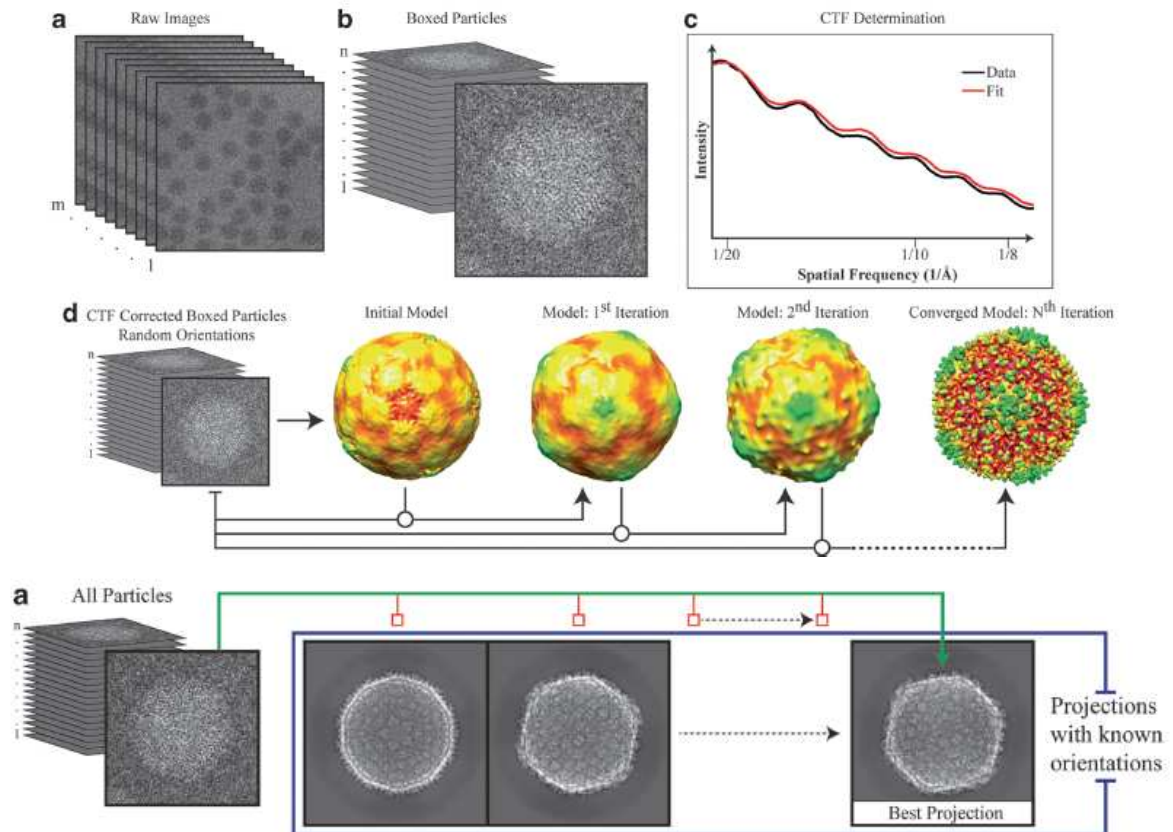 a
Raw Images
m
1
b
Boxed Particles
n
1
c
CTF Determination
Data
Fit
Intensity
1/20
1/10
1/8
Spatial Frequency (1/Å)
d
CTF Corrected Boxed Particles
Random Orientations
n
1
Initial Model
Model: 1st Iteration
Model: 2nd Iteration
Converged Model: Nth Iteration
a
All Particles
n
1
Best Projection
Projections
with known
orientations